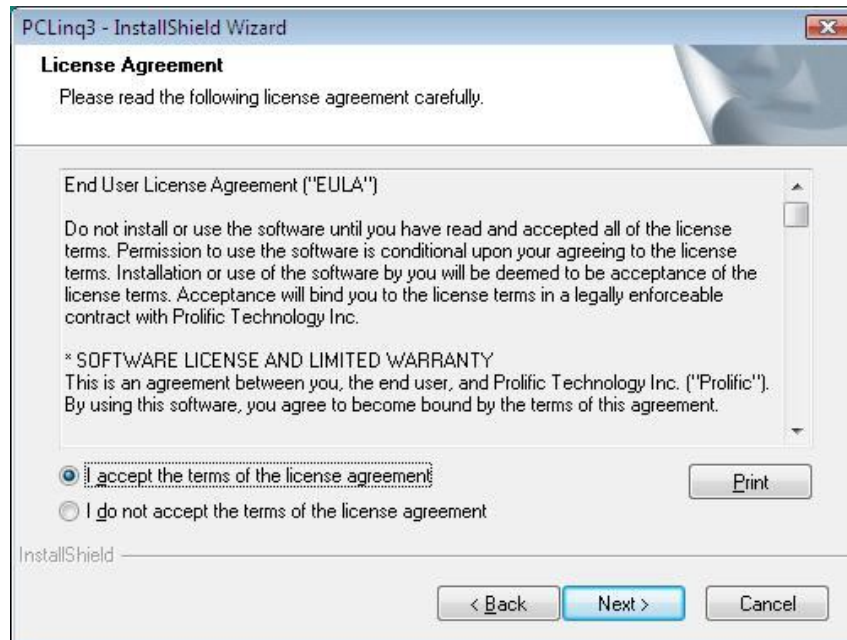 PCLinq3 - InstallShield Wizard
License Agreement
Please read the following license agreement carefully.
End User License Agreement ("EULA")
Do not install or use the software until you have read and accepted all of the license
terms. Permission to use the software is conditional upon your agreeing to the license
terms. Installation or use of the software by you will be deemed to be acceptance of the
license terms. Acceptance will bind you to the license terms in a legally enforceable
contract with Prolific Technology Inc.
* SOFTWARE LICENSE AND LIMITED WARRANTY
This is an agreement between you, the end user, and Prolific Technology Inc. ("Prolific").
By using this software, you agree to become bound by the terms of this agreement.
I accept the terms of the license agreement
Print
I do not accept the terms of the license agreement
InstallShield
< Back
Next >
Cancel